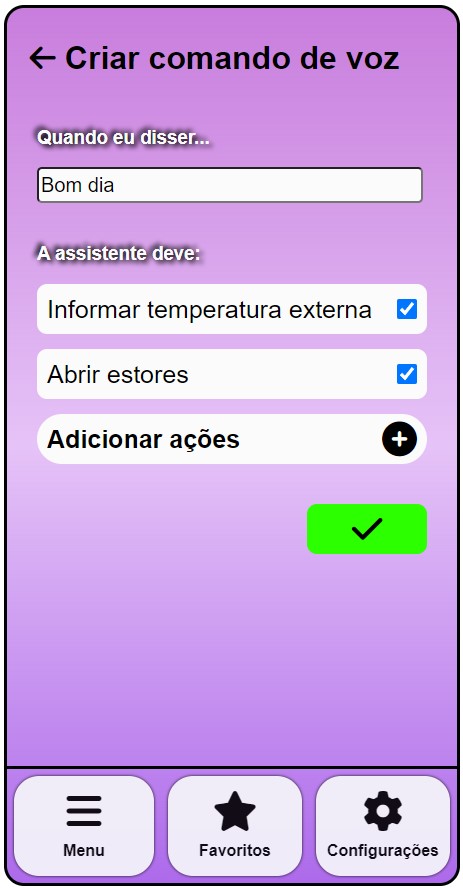 Criar comando de voz
Quando eu disser...
Bom dia
A assistente deve:
Informar temperatura externa
Abrir estores
Adicionar ações
Menu
Favoritos
Configurações